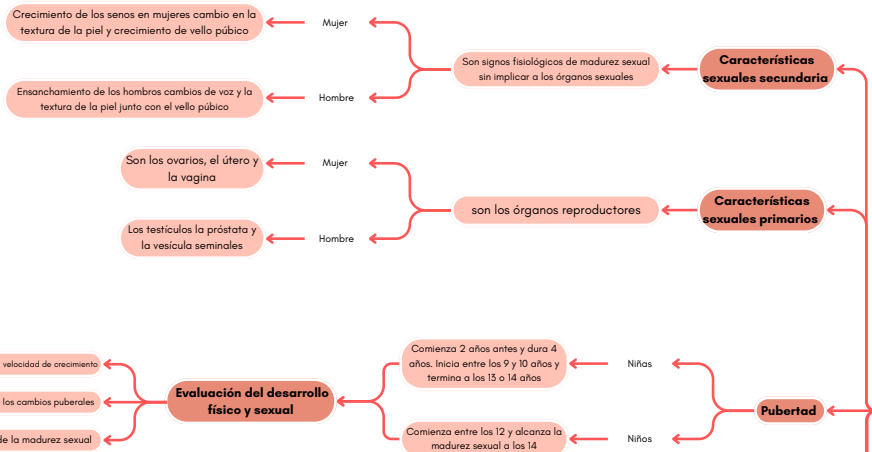 Crecimiento de los senos en mujeres cambio en la
textura de la piel y crecimiento de vello púbico
Mujer
Son signos fisiológicos de madurez sexual
sin implicar a los órganos sexuales
Características
sexuales secundaria
Ensanchamiento de los hombros cambios de voz y la
textura de la piel junto con el vello púbico
Hombre
Son los ovarios, el útero y
la vagina
Mujer
son los órganos reproductores
Características
sexuales primarios
Los testículos la próstata y
la vesícula seminales
Hombre
velocidad de crecimiento
los cambios puberales
de la madurez sexual
Evaluación del desarrollo
físico y sexual
Comienza 2 años antes y dura 4
años. Inicia entre los 9 y 10 años y
termina a los 13 o 14 años
Niñas
Comienza entre los 12 y alcanza la
madurez sexual a los 14
Niños
Pubertad